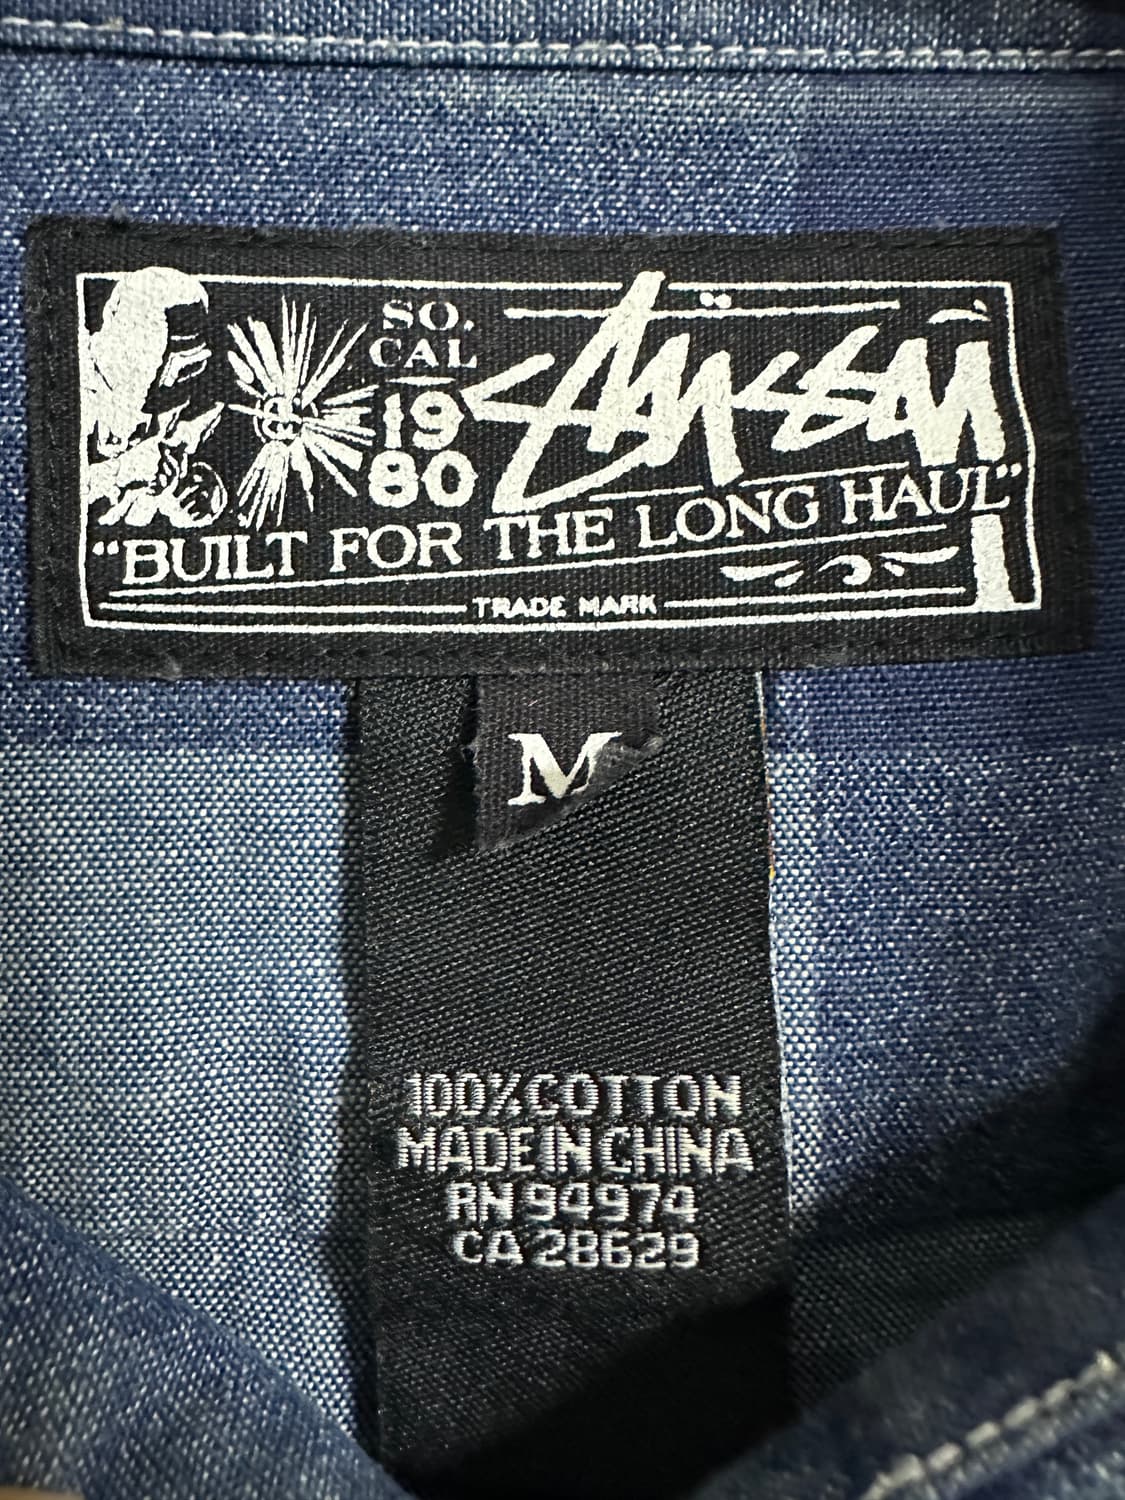 SO.
CAL
19
80
Stüssy
"BUILT FOR THE LONG HAUL"
TRADE MARK
M
100% COTTON
MADE IN CHINA
RN 94974
CA 28629